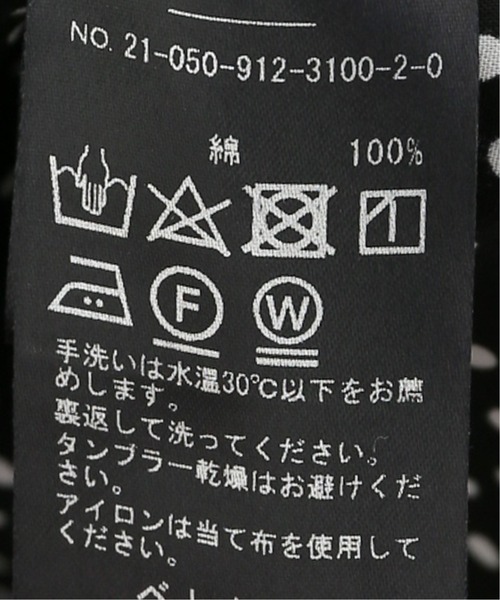 NO. 21-050-912-3100-2-0
綿 100%
F W
手洗いは水温30℃以下をお薦
めします。
裏返して洗ってください。
タンブラー乾燥はお避けくだ
さい。
アイロンは当て布を使用して
ください。